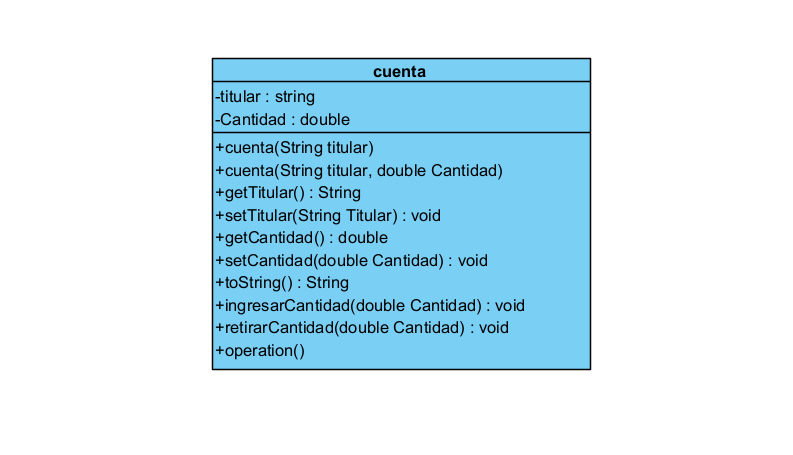 cuenta
-titular : string
-Cantidad : double
+cuenta(String titular)
+cuenta(String titular, double Cantidad)
+getTitular() : String
+setTitular(String Titular) : void
+getCantidad() : double
+setCantidad(double Cantidad) : void
+toString() : String
+ingresarCantidad(double Cantidad) : void
+retirarCantidad(double Cantidad) : void
+operation()